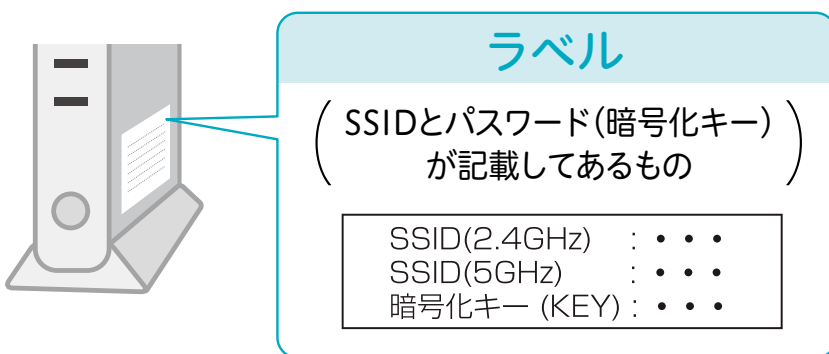 ラベル
SSIDとパスワード(暗号化キー)
が記載してあるもの
SSID(2.4GHz) : ・・・
SSID(5GHz) : ・・・
暗号化キー (KEY) : ・・・